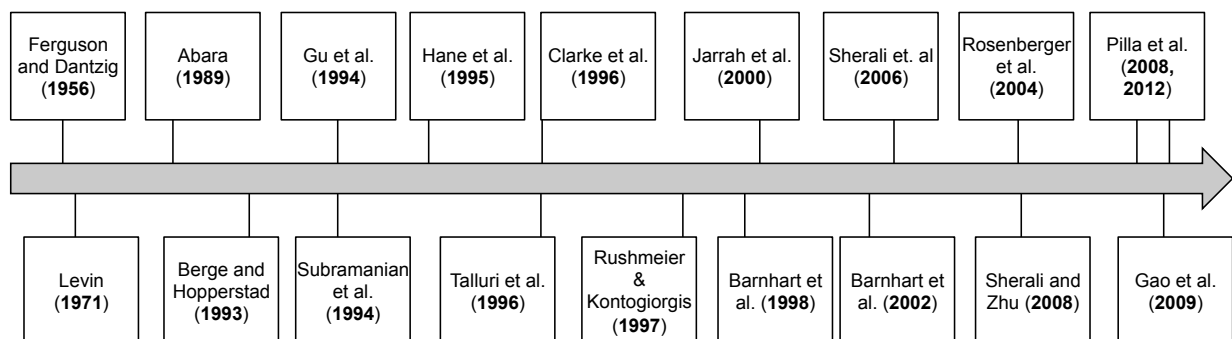 Ferguson
and Dantzig
(1956)
Abara
(1989)
Gu et al.
(1994)
Hane et al.
(1995)
Clarke et al.
(1996)
Jarrah et al.
(2000)
Sherali et. al
(2006)
Rosenberger
et al.
(2004)
Pilla et al.
(2008,
2012)
Levin
(1971)
Berge and
Hopperstad
(1993)
Subramanian
et al.
(1994)
Talluri et al.
(1996)
Rushmeier
&
Kontogiorgis
(1997)
Barnhart et
al. (1998)
Barnhart et
al. (2002)
Sherali and
Zhu (2008)
Gao et al.
(2009)